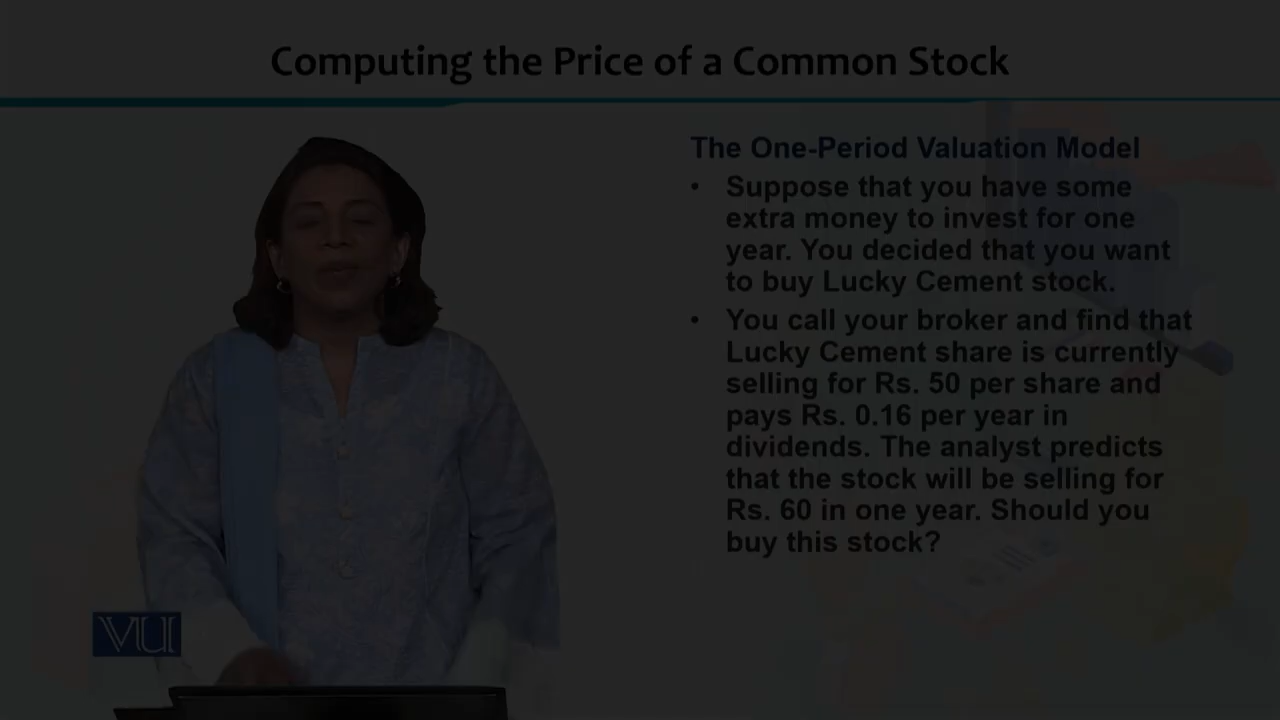 Computing the Price of a Common Stock
The One-Period Valuation Model
• Suppose that you have some
extra money to invest for one
year. You decided that you want
to buy Lucky Cement stock.
• You call your broker and find that
Lucky Cement share is currently
selling for Rs. 50 per share and
pays Rs. 0.16 per year in
dividends. The analyst predicts
that the stock will be selling for
Rs. 60 in one year. Should you
buy this stock?
VU